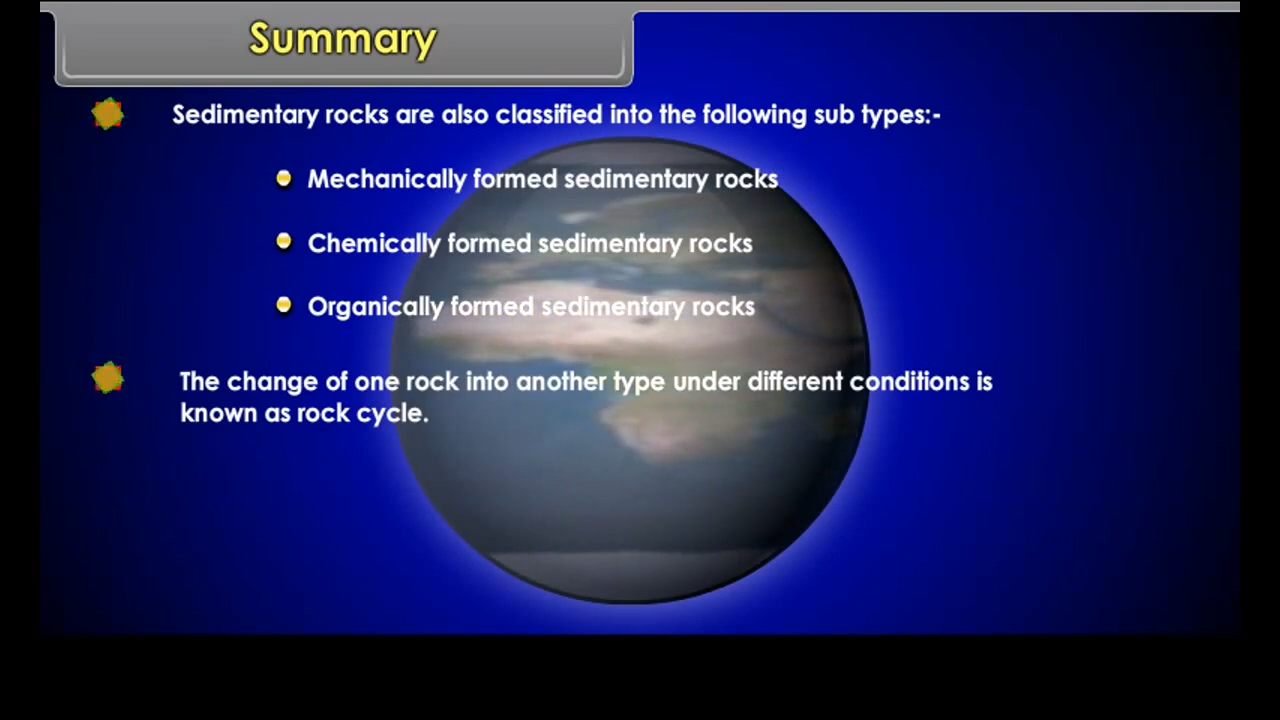 Summary
Sedimentary rocks are also classified into the following sub types:-
Mechanically formed sedimentary rocks
Chemically formed sedimentary rocks
Organically formed sedimentary rocks
The change of one rock into another type under different conditions is
known as rock cycle.